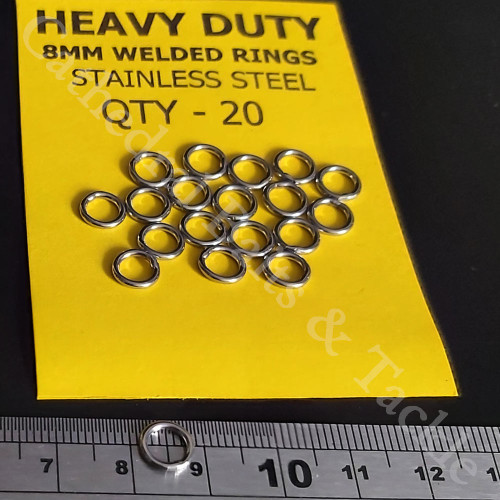 HEAVY DUTY
8MM WELDED RINGS
STAINLESS STEEL
QTY - 20
7 8 9 10 11 12